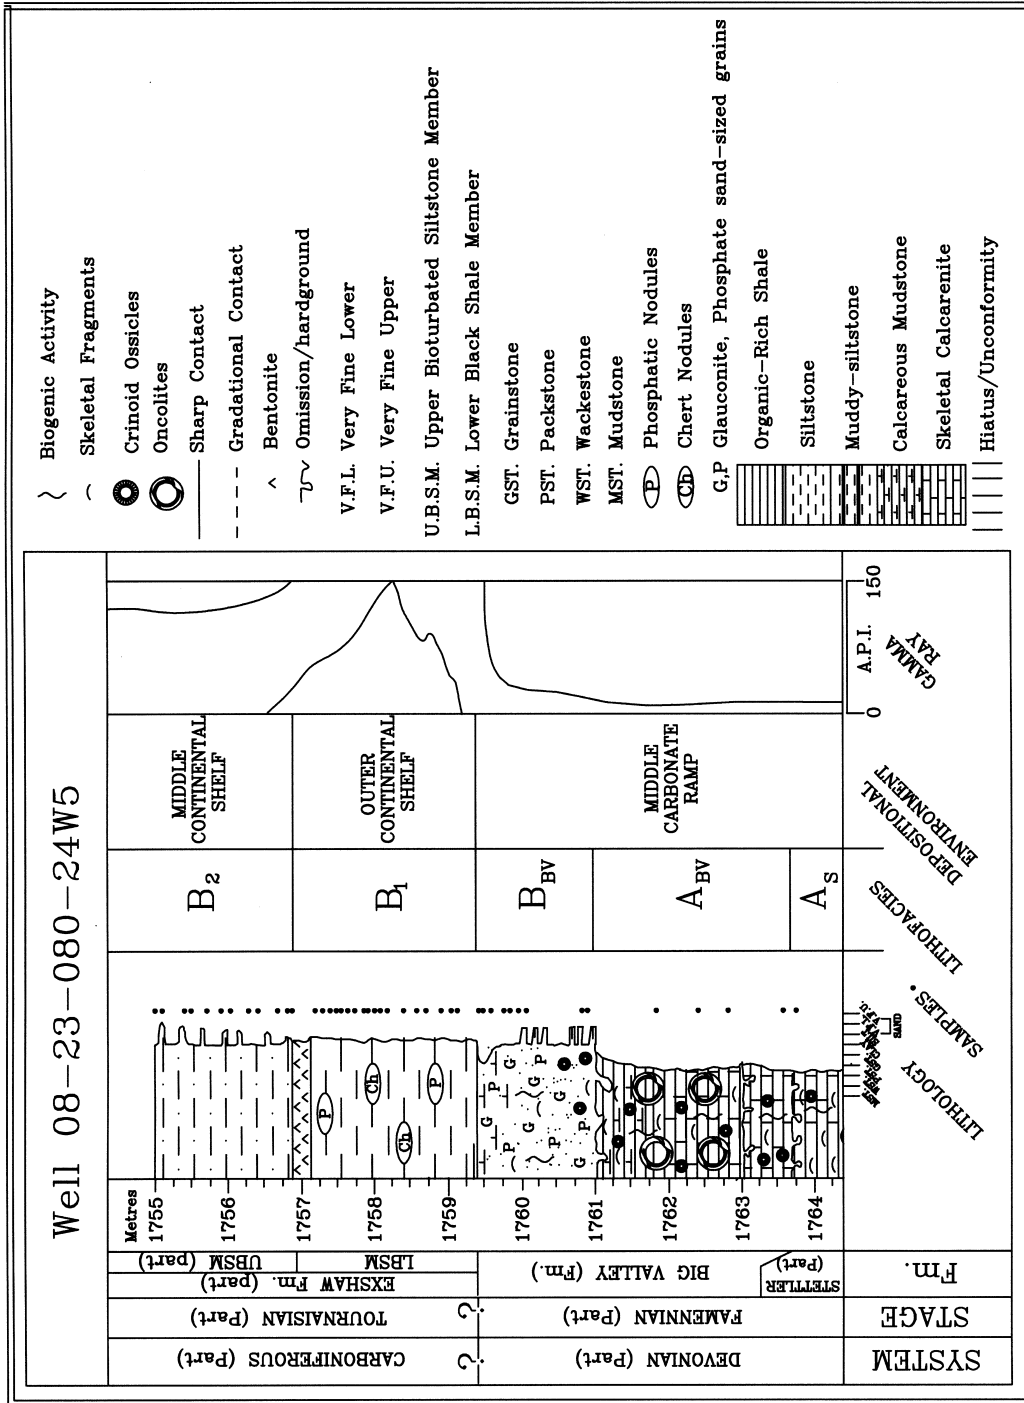 Well 08-23-080-24W5
Metres
1755
1756
1757
1758
1759
1760
1761
1762
1763
1764
SYSTEM
CARBONIFEROUS (Part)
?
DEVONIAN (Part)
STAGE
TOURNAISIAN (Part)
?
FAMENNIAN (Part)
Fm.
EXSHAW Fm. (part)
UBSM (part)
LBSM
BIG VALLEY (Fm.)
STETTLER
(Part)
LITHOLOGY
P
Ch
Ch
P
G
P
G
P
G
P
G
P
G
P
G
SAND
SAMPLES
LITHOFACIES
B2
B1
BBV
ABV
AS
DEPOSITIONAL
ENVIRONMENT
MIDDLE
CONTINENTAL
SHELF
OUTER
CONTINENTAL
SHELF
MIDDLE
CARBONATE
RAMP
GAMMA
RAY
0 A.P.I. 150
Biogenic Activity
Skeletal Fragments
Crinoid Ossicles
Oncolites
Sharp Contact
Gradational Contact
Bentonite
Omission/hardground
V.F.L. Very Fine Lower
V.F.U. Very Fine Upper
U.B.S.M. Upper Bioturbated Siltstone Member
L.B.S.M. Lower Black Shale Member
GST. Grainstone
PST. Packstone
WST. Wackestone
MST. Mudstone
P Phosphatic Nodules
Ch Chert Nodules
G,P Glauconite, Phosphate sand-sized grains
Organic-Rich Shale
Siltstone
Muddy-siltstone
Calcareous Mudstone
Skeletal Calcarenite
Hiatus/Unconformity